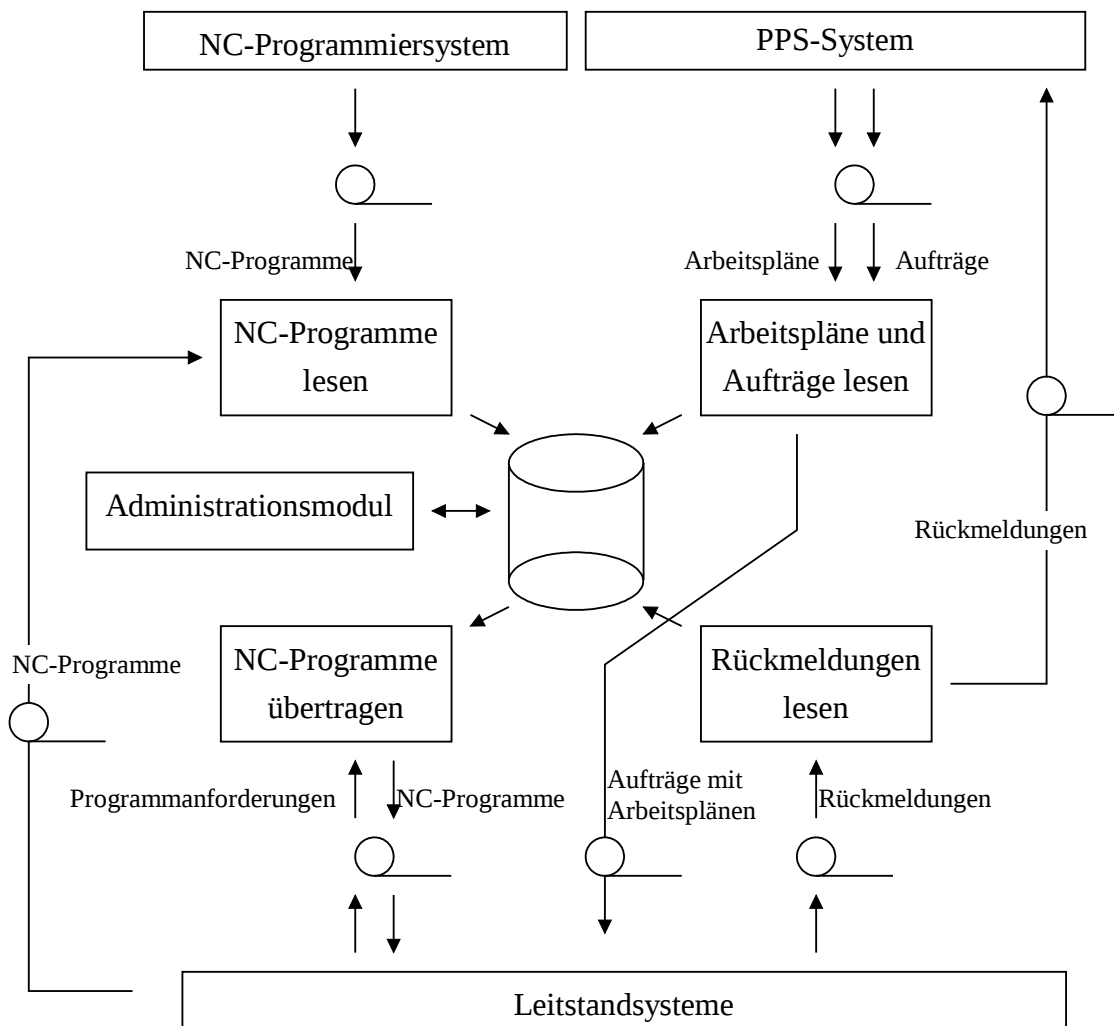 NC-Programmiersystem
PPS-System
NC-Programme
Arbeitspläne
Aufträge
NC-Programme
lesen
Arbeitspläne und
Aufträge lesen
Administrationsmodul
Rückmeldungen
NC-Programme
NC-Programme
übertragen
Rückmeldungen
lesen
Programmanforderungen
NC-Programme
Aufträge mit
Arbeitsplänen
Rückmeldungen
Leitstandsysteme